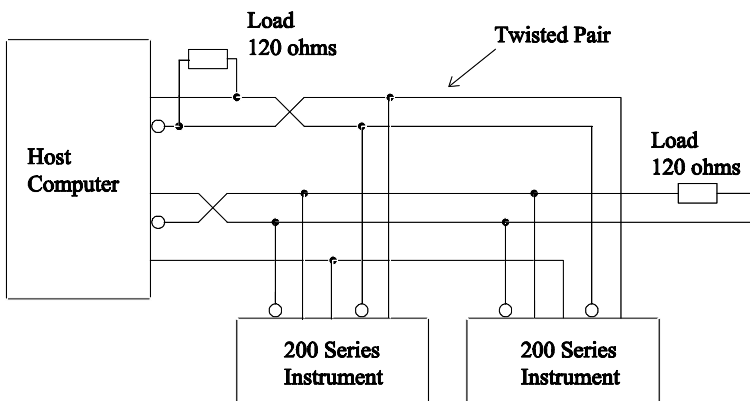 Load
120 ohms
Twisted Pair
Host
Computer
Load
120 ohms
200 Series
Instrument
200 Series
Instrument